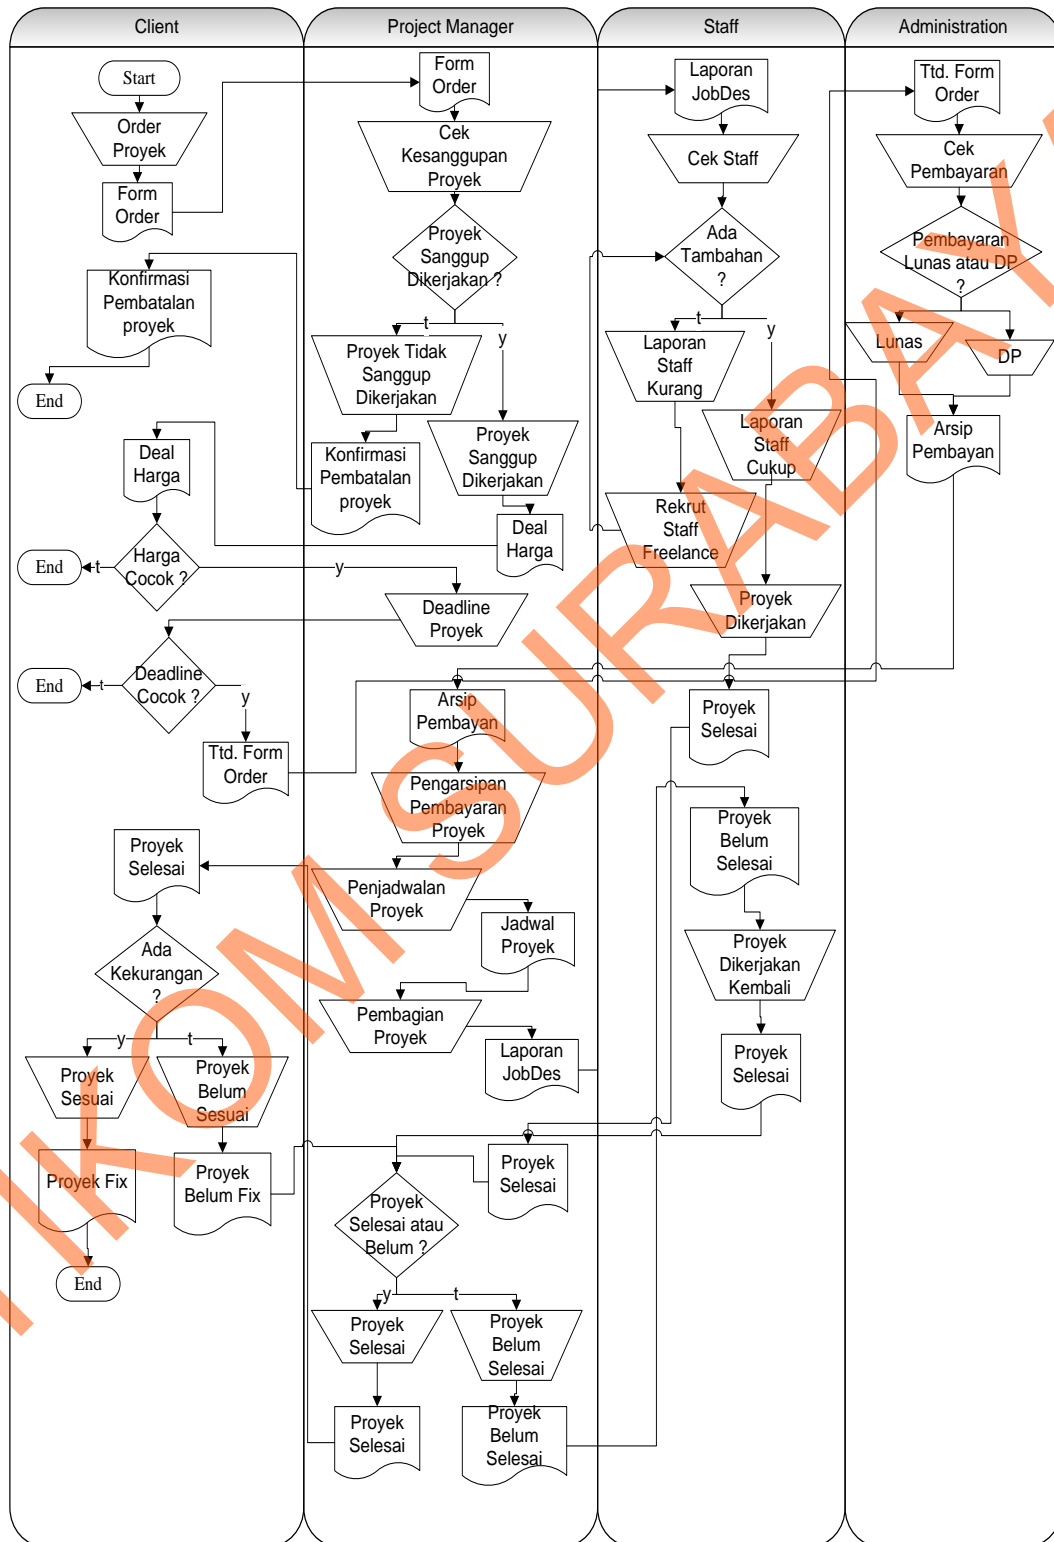 Client
Project Manager
Staff
Administration
Start
Order
Proyek
Form
Order
Konfirmasi
Pembatalan
proyek
End
Deal
Harga
Harga
Cocok ?
t
y
End
Deadline
Cocok ?
t
y
End
Ttd. Form
Order
Proyek
Selesai
Ada
Kekurangan
?
y
t
Proyek
Sesuai
Proyek
Belum
Sesuai
Proyek Fix
Proyek
Belum Fix
End
Form
Order
Cek
Kesanggupan
Proyek
Proyek
Sanggup
Dikerjakan ?
t
y
Proyek Tidak
Sanggup
Dikerjakan
Konfirmasi
Pembatalan
proyek
Proyek
Sanggup
Dikerjakan
Deal
Harga
Deadline
Proyek
Arsip
Pembayan
Pengarsipan
Pembayaran
Proyek
Penjadwalan
Proyek
Jadwal
Proyek
Pembagian
Proyek
Laporan
JobDes
Proyek
Selesai
Proyek
Selesai atau
Belum ?
y
t
Proyek
Selesai
Proyek
Belum
Selesai
Proyek
Selesai
Proyek
Belum
Selesai
Laporan
JobDes
Cek Staff
Ada
Tambahan
?
t
y
Laporan
Staff
Kurang
Laporan
Staff
Cukup
Rekrut
Staff
Freelance
Proyek
Dikerjakan
Proyek
Selesai
Proyek
Belum
Selesai
Proyek
Dikerjakan
Kembali
Proyek
Selesai
Ttd. Form
Order
Cek
Pembayaran
Pembayaran
Lunas atau DP
?
Lunas
DP
Arsip
Pembayan
IKOM SURABAYA